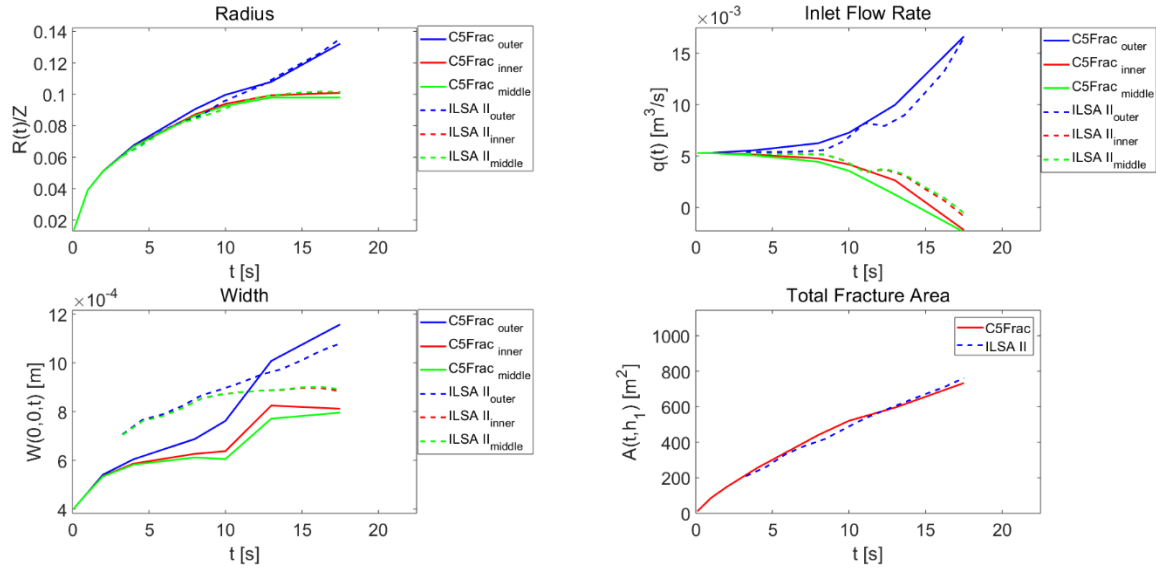 Radius
0.14
0.12
0.1
0.08
0.06
0.04
0.02
R(t)/Z
0 5 10 15 20
t [s]
C5Frac outer
C5Frac inner
C5Frac middle
ILSA II outer
ILSA II inner
ILSA II middle
Inlet Flow Rate
×10-3
15
10
5
0
q(t) [m3/s]
0 5 10 15 20
t [s]
C5Frac outer
C5Frac inner
C5Frac middle
ILSA II outer
ILSA II inner
ILSA II middle
Width
×10-4
12
10
8
6
4
W(0,0,t) [m]
0 5 10 15 20
t [s]
C5Frac outer
C5Frac inner
C5Frac middle
ILSA II outer
ILSA II inner
ILSA II middle
Total Fracture Area
1000
800
600
400
200
0
A(t,h1) [m2]
0 5 10 15 20
t [s]
C5Frac
ILSA II